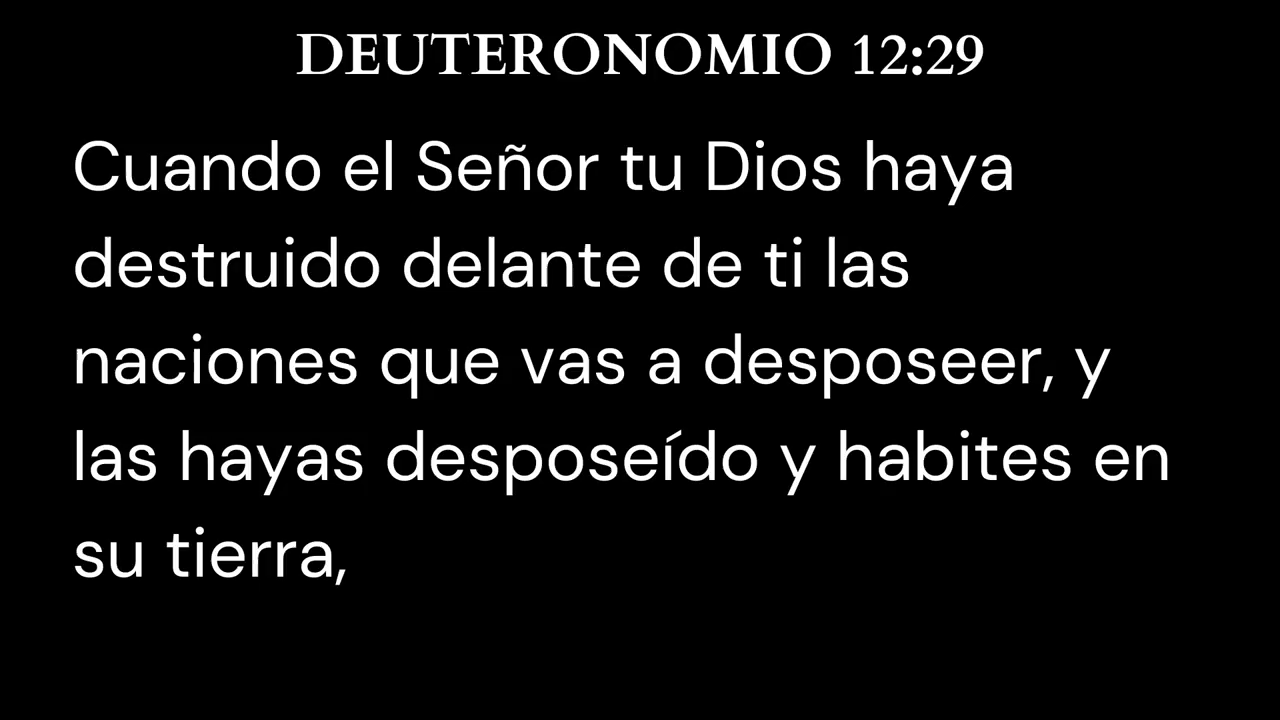 DEUTERONOMIO 12:29
Cuando el Señor tu Dios haya
destruido delante de ti las
naciones que vas a desposeer, y
las hayas desposeído y habites en
su tierra,